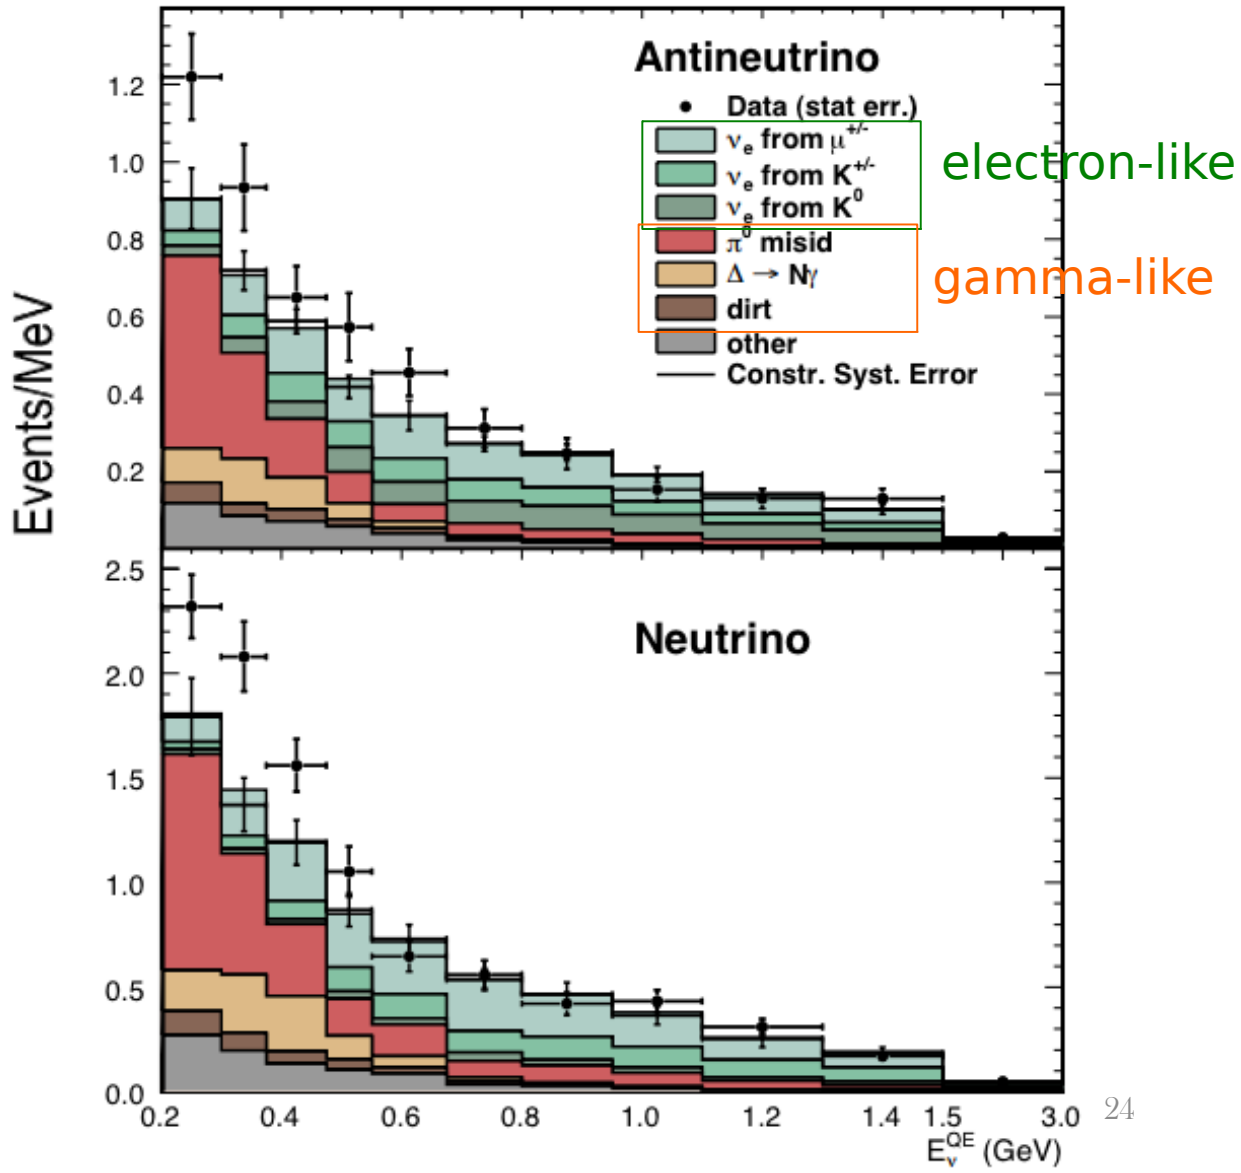 Antineutrino
Data (stat err.)
νe from μ+/-
νe from K+/-
νe from K0
π0 misid
Δ → Nγ
dirt
other
Constr. Syst. Error
electron-like
gamma-like
1.2
1.0
0.8
0.6
0.4
0.2
Events/MeV
Neutrino
2.5
2.0
1.5
1.0
0.5
0.0
0.2 0.4 0.6 0.8 1.0 1.2 1.4 1.5 3.0
EνQE (GeV)
24